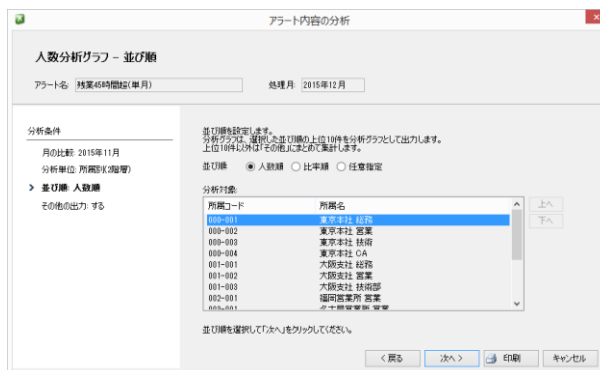 アラート内容の分析
人数分析グラフ － 並び順
アラート名: 残業45時間超(単月) 処理月: 2015年12月
分析条件
月の比較: 2015年11月
分析単位: 所属別(2階層)
並び順: 人数順
その他の出力: する
並び順を設定します。
分析グラフは、選択した並び順の上位10件を分析グラフとして出力します。
上位10件以外は「その他」にまとめて集計します。
並び順 人数順 比率順 任意指定
分析対象:
所属コード 所属名
000-001 東京本社 総務
000-002 東京本社 営業
000-003 東京本社 技術
000-004 東京本社 CA
001-001 大阪支社 総務
001-002 大阪支社 営業
001-003 大阪支社 技術部
002-001 福岡営業所 営業
003-001 名古屋営業所 営業
上へ
下へ
並び順を選択して「次へ」をクリックしてください。
< 戻る 次へ > 印刷 キャンセル